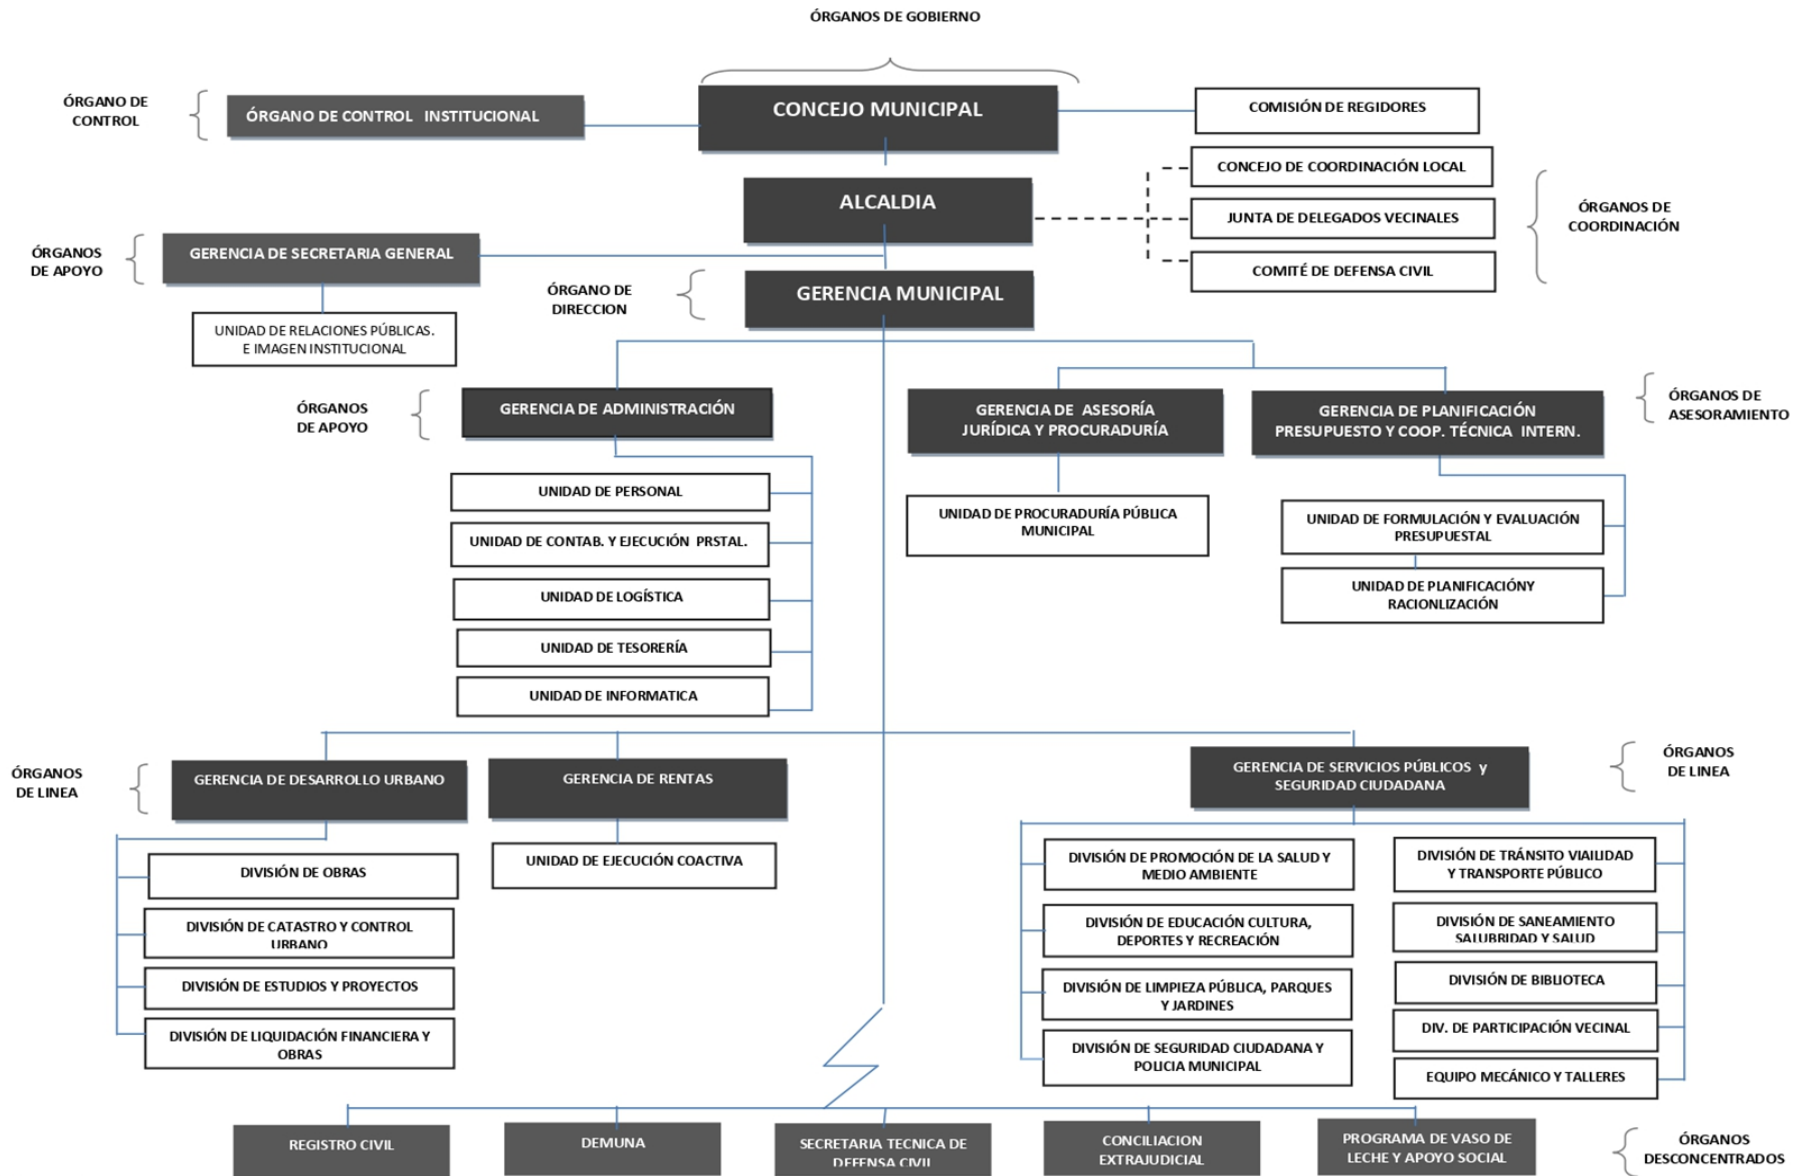 ÓRGANOS DE GOBIERNO
ÓRGANO DE
CONTROL
ÓRGANO DE CONTROL INSTITUCIONAL
CONCEJO MUNICIPAL
COMISIÓN DE REGIDORES
CONCEJO DE COORDINACIÓN LOCAL
ALCALDIA
JUNTA DE DELEGADOS VECINALES
ÓRGANOS DE
COORDINACIÓN
COMITÉ DE DEFENSA CIVIL
ÓRGANOS
DE APOYO
GERENCIA DE SECRETARIA GENERAL
ÓRGANO DE
DIRECCION
GERENCIA MUNICIPAL
UNIDAD DE RELACIONES PÚBLICAS.
E IMAGEN INSTITUCIONAL
ÓRGANOS
DE APOYO
GERENCIA DE ADMINISTRACIÓN
GERENCIA DE ASESORÍA
JURÍDICA Y PROCURADURÍA
GERENCIA DE PLANIFICACIÓN
PRESUPUESTO Y COOP. TÉCNICA INTERN.
ÓRGANOS DE
ASESORAMIENTO
UNIDAD DE PERSONAL
UNIDAD DE CONTAB. Y EJECUCIÓN PRSTAL.
UNIDAD DE LOGÍSTICA
UNIDAD DE TESORERÍA
UNIDAD DE INFORMATICA
UNIDAD DE PROCURADURÍA PÚBLICA
MUNICIPAL
UNIDAD DE FORMULACIÓN Y EVALUACIÓN
PRESUPUESTAL
UNIDAD DE PLANIFICACIÓNY
RACIONLIZACIÓN
ÓRGANOS
DE LINEA
GERENCIA DE DESARROLLO URBANO
GERENCIA DE RENTAS
GERENCIA DE SERVICIOS PÚBLICOS y
SEGURIDAD CIUDADANA
ÓRGANOS
DE LINEA
DIVISIÓN DE OBRAS
DIVISIÓN DE CATASTRO Y CONTROL
URBANO
DIVISIÓN DE ESTUDIOS Y PROYECTOS
DIVISIÓN DE LIQUIDACIÓN FINANCIERA Y
OBRAS
UNIDAD DE EJECUCIÓN COACTIVA
DIVISIÓN DE PROMOCIÓN DE LA SALUD Y
MEDIO AMBIENTE
DIVISIÓN DE EDUCACIÓN CULTURA,
DEPORTES Y RECREACIÓN
DIVISIÓN DE LIMPIEZA PÚBLICA, PARQUES
Y JARDINES
DIVISIÓN DE SEGURIDAD CIUDADANA Y
POLICIA MUNICIPAL
DIVISIÓN DE TRÁNSITO VIAILIDAD
Y TRANSPORTE PÚBLICO
DIVISIÓN DE SANEAMIENTO
SALUBRIDAD Y SALUD
DIVISIÓN DE BIBLIOTECA
DIV. DE PARTICIPACIÓN VECINAL
EQUIPO MECÁNICO Y TALLERES
REGISTRO CIVIL
DEMUNA
SECRETARIA TECNICA DE
DEFENSA CIVIL
CONCILIACION
EXTRAJUDICIAL
PROGRAMA DE VASO DE
LECHE Y APOYO SOCIAL
ÓRGANOS
DESCONCENTRADOS